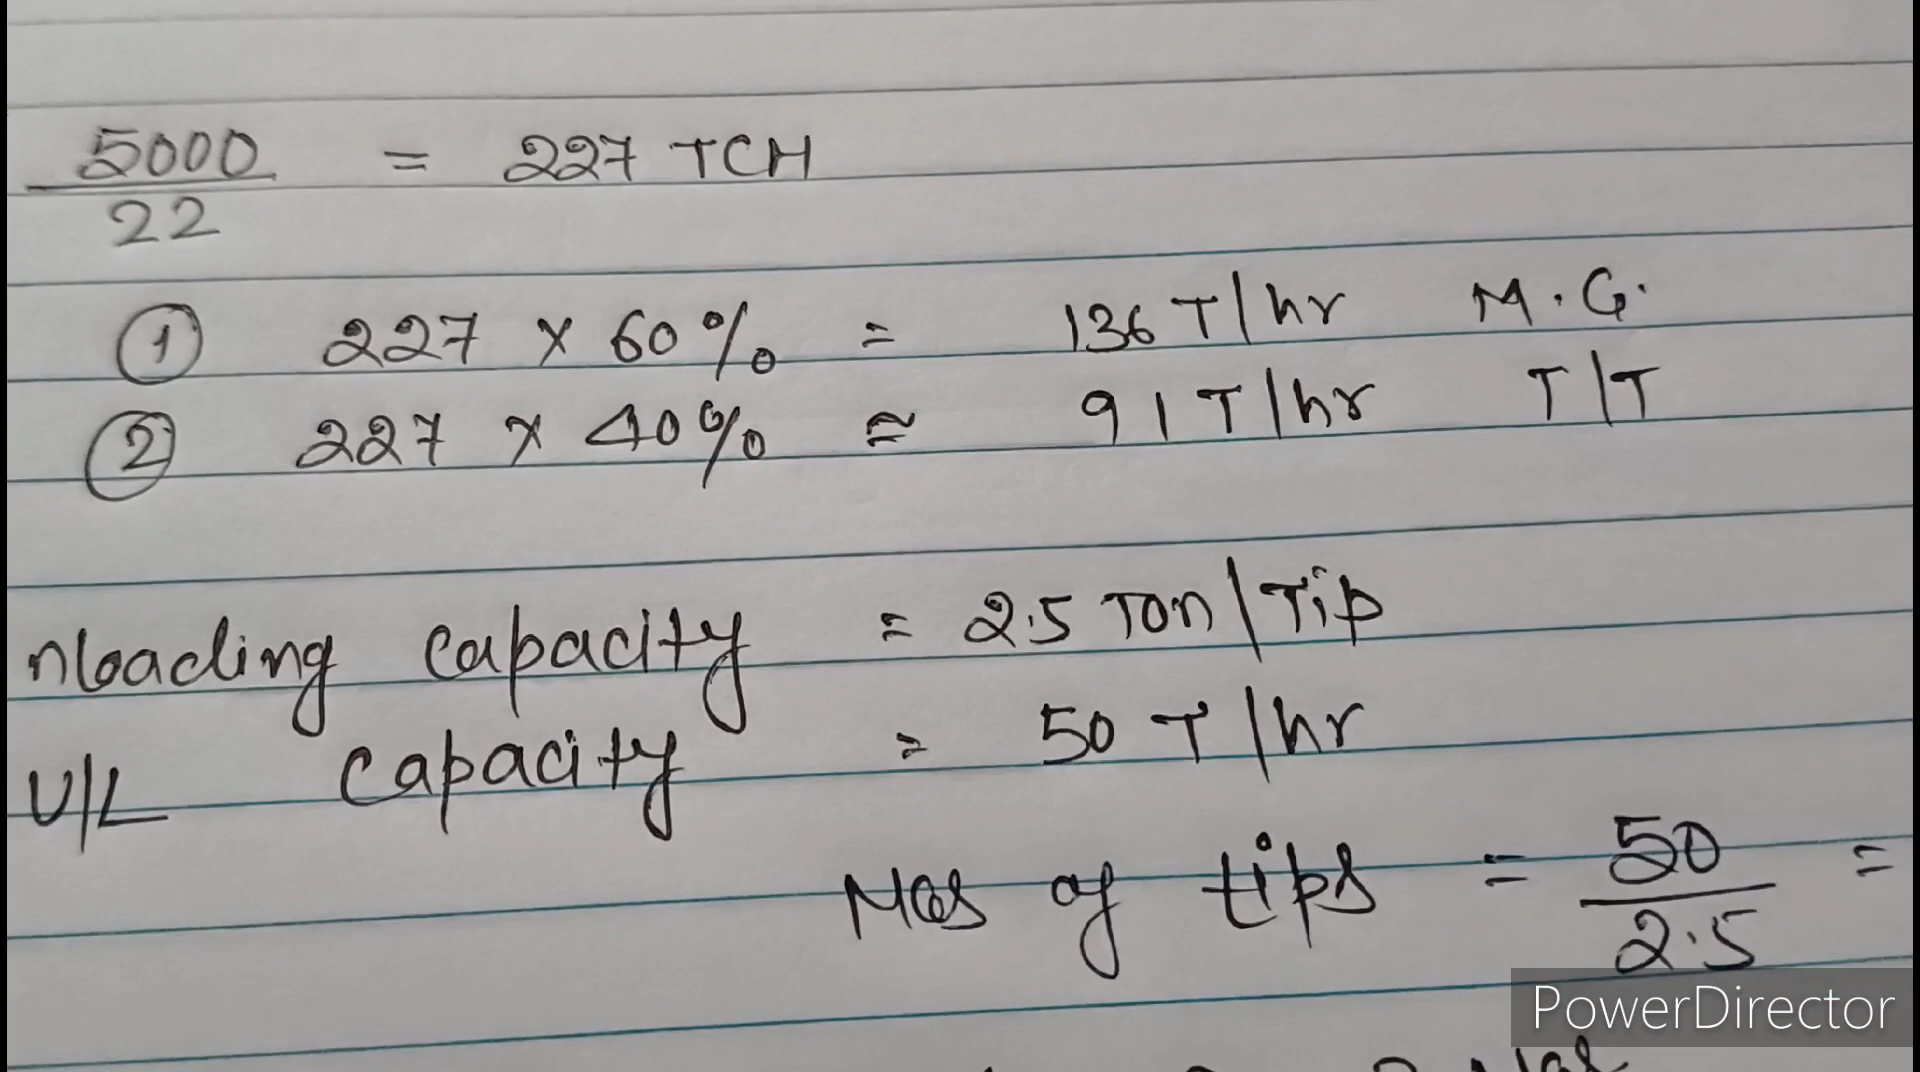 5000
22
= 227 TCH
① 227 × 60% = 136 T/hr M.G.
② 227 × 40% ≈ 91 T/hr T/T
nloading capacity = 2.5 Ton/Tip
U/L capacity = 50 T/hr
Nos of tips = 50/2.5 =
PowerDirector